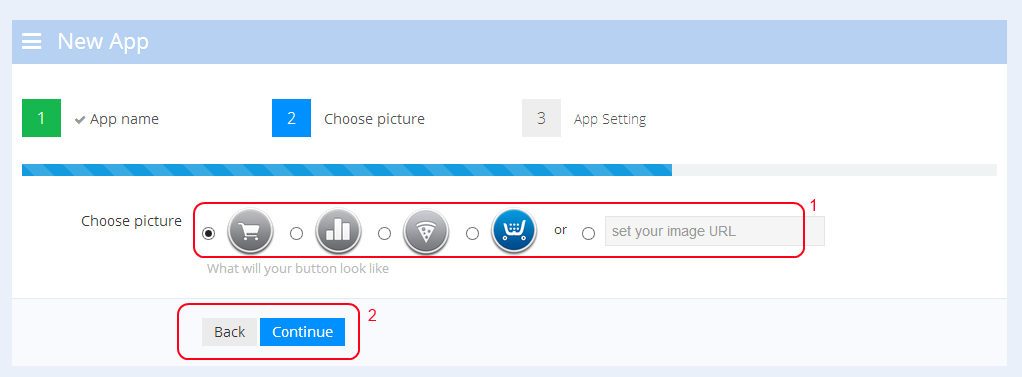 New App
1 App name 2 Choose picture 3 App Setting
Choose picture or set your image URL 1
What will your button look like
Back Continue 2